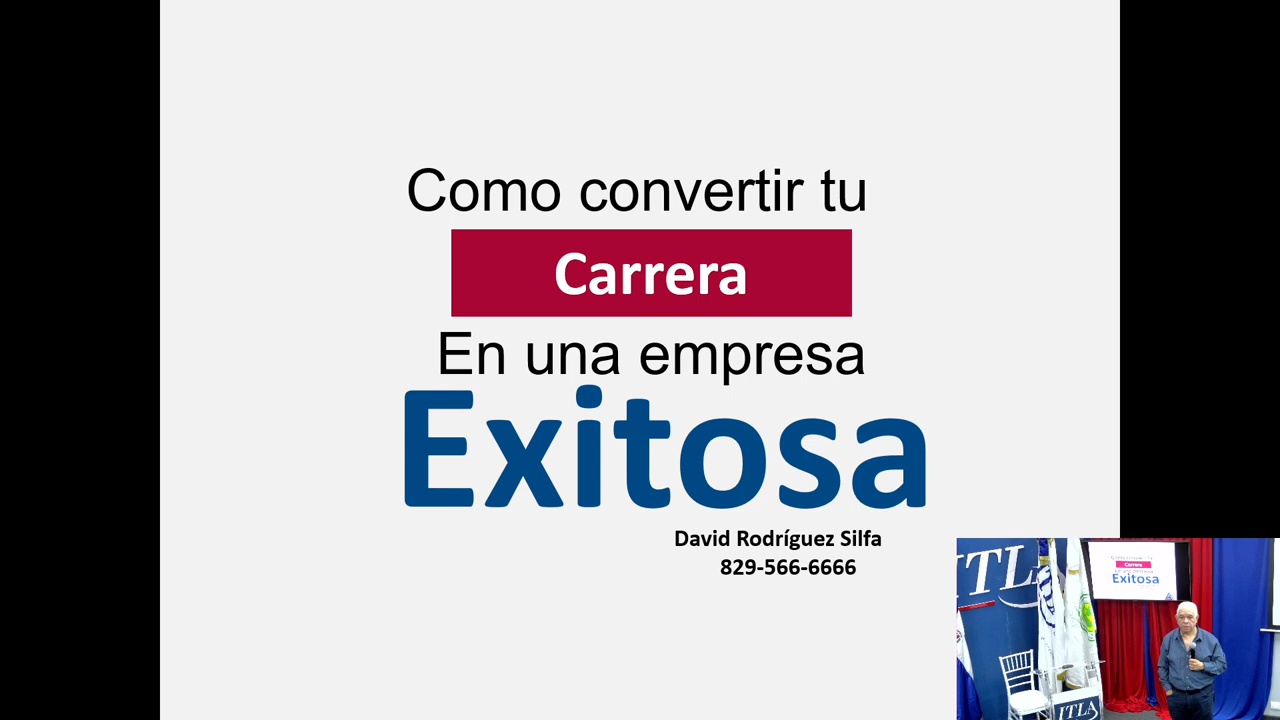 Como convertir tu
Carrera
En una empresa
Exitosa
David Rodríguez Silfa
829-566-6666
ITLA
Carrera
Exitosa
ITLA